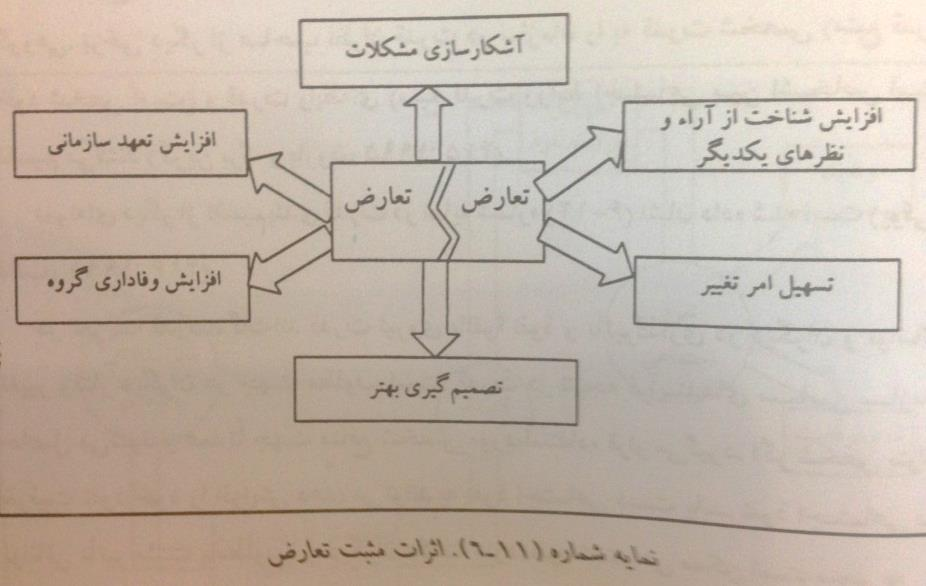 آشکارسازی مشکلات
افزایش شناخت از آراء و
نظرهای یکدیگر
افزایش تعهد سازمانی
تعارض
تعارض
تسهیل امر تغییر
افزایش وفاداری گروه
تصمیم گیری بهتر
نمایه شماره (۱۱-۶). اثرات مثبت تعارض